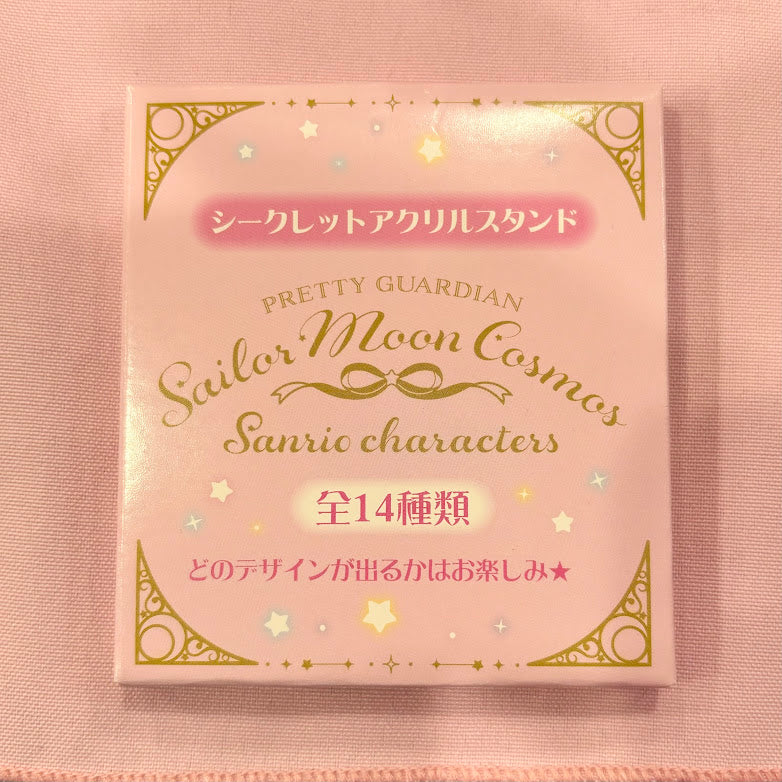 シークレットアクリルスタンド
PRETTY GUARDIAN
Sailor Moon Cosmos
Sanrio characters
全14種類
どのデザインが出るかはお楽しみ★